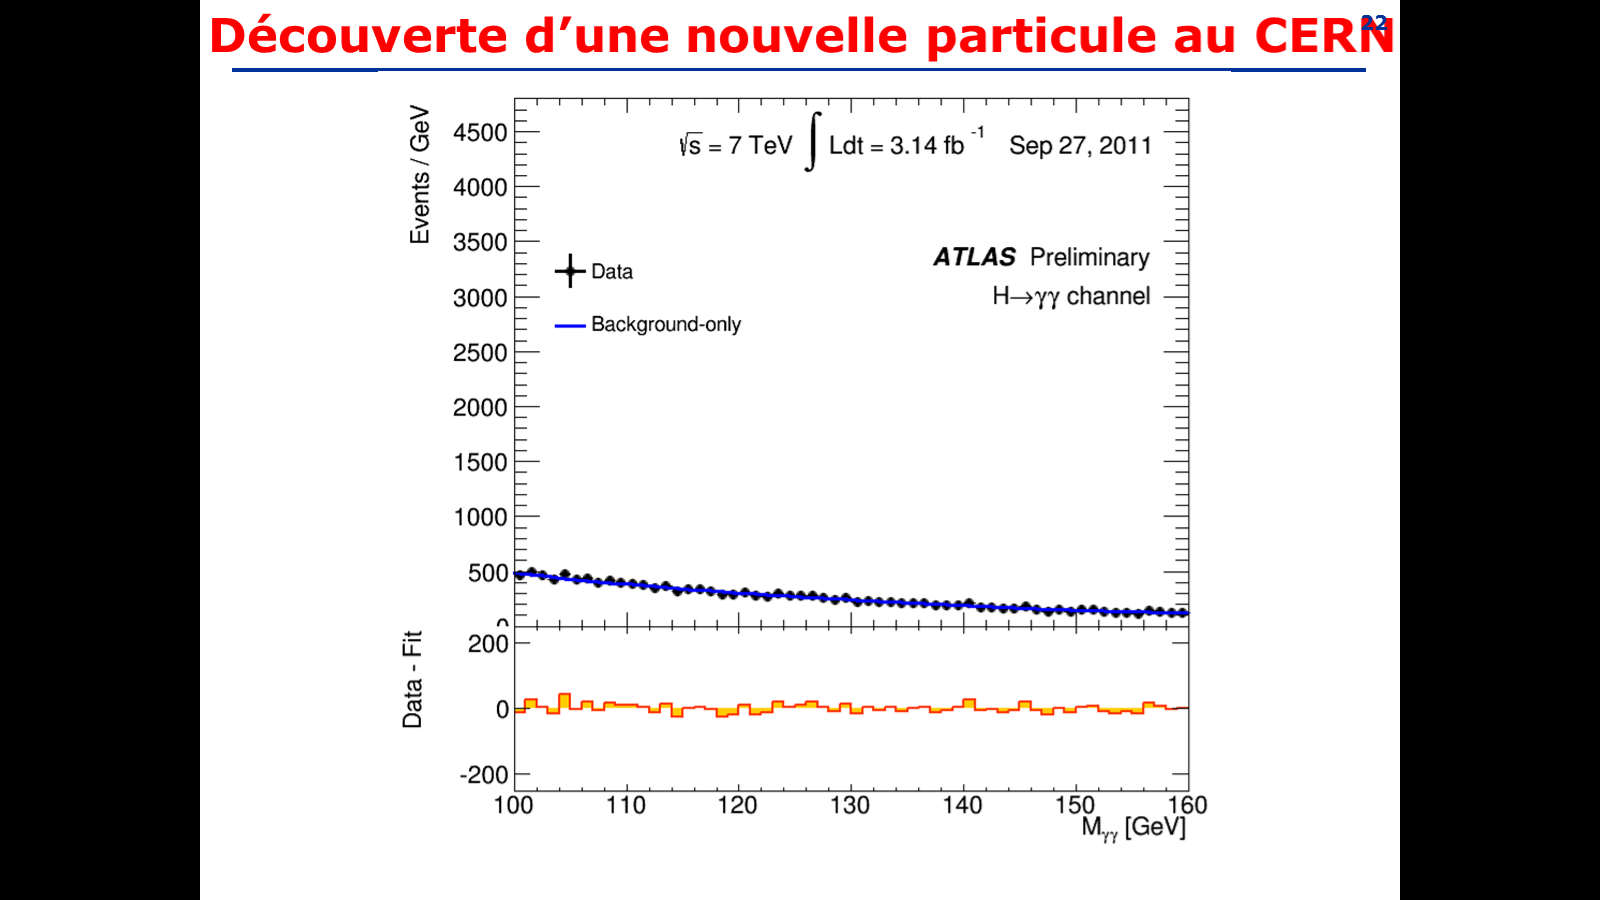 Découverte d’une nouvelle particule au CERN
22
Events / GeV
4500
4000
3500
3000
2500
2000
1500
1000
500
0
√s = 7 TeV ∫ Ldt = 3.14 fb⁻¹ Sep 27, 2011
ATLAS Preliminary
H→γγ channel
Data
Background-only
Data - Fit
200
0
-200
100 110 120 130 140 150 160
Mγγ [GeV]